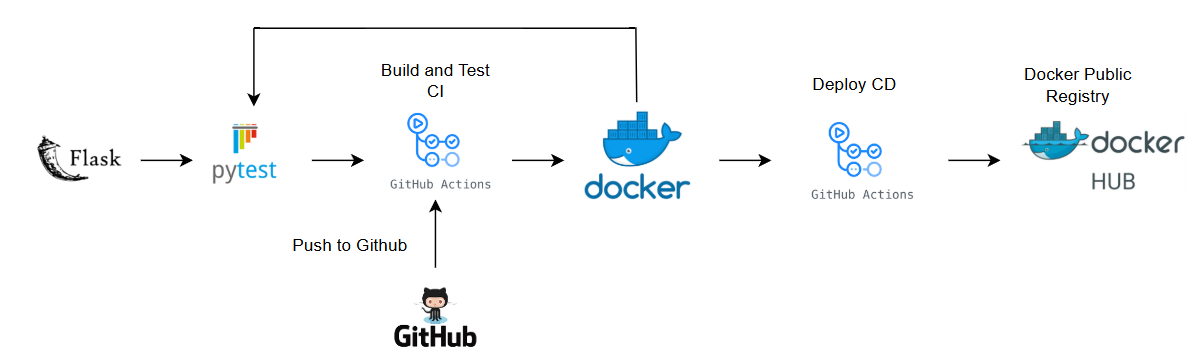 Build and Test
CI
Deploy CD
Docker Public
Registry
Flask
pytest
GitHub Actions
docker
GitHub Actions
docker
HUB
Push to Github
GitHub